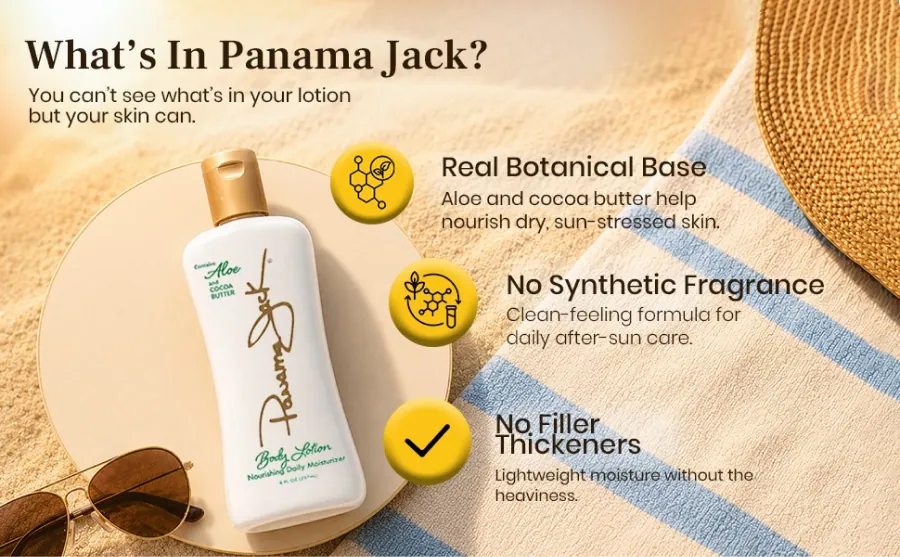 What's In Panama Jack?
You can't see what's in your lotion
but your skin can.
Real Botanical Base
Aloe and cocoa butter help
nourish dry, sun-stressed skin.
No Synthetic Fragrance
Clean-feeling formula for
daily after-sun care.
No Filler
Thickeners
Lightweight moisture without the
heaviness.
Contains
Aloe
and
COCOA
BUTTER
Panama Jack®
Body Lotion
Nourishing Daily Moisturizer